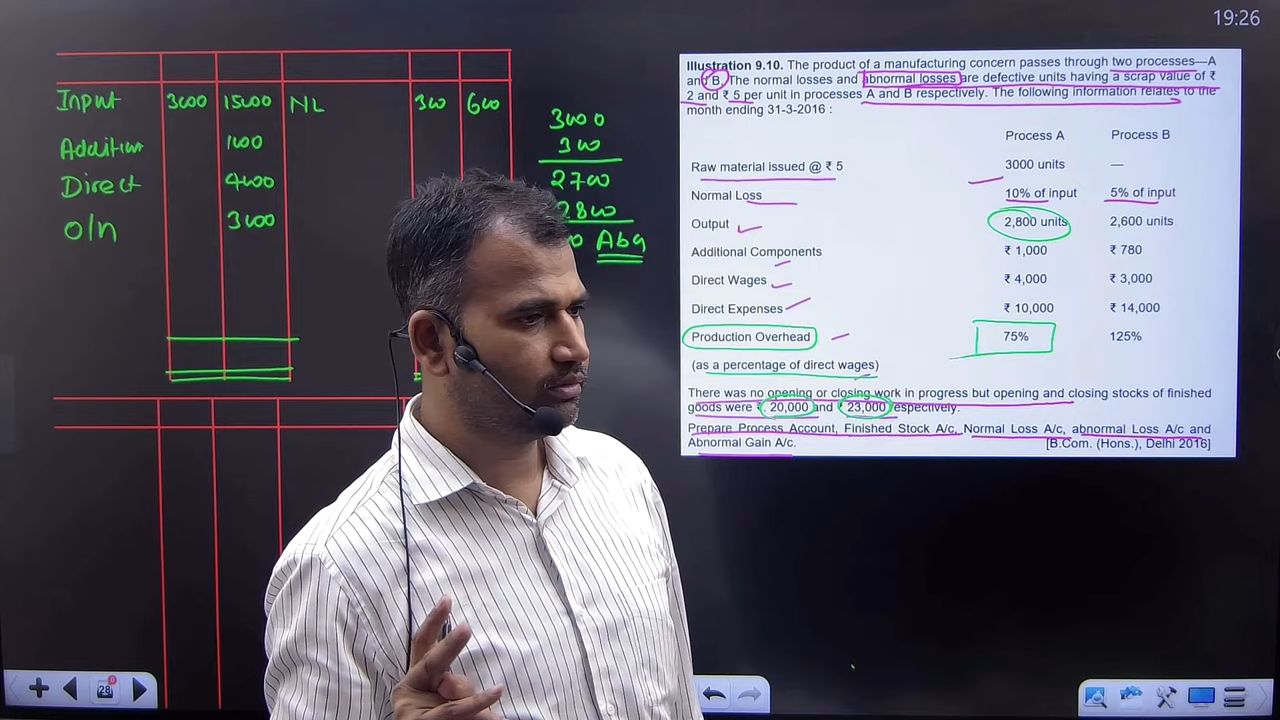 19:26
Input 3000 15000 NL 300 600
Addition 1000
Direct 4000
O/n 3000
3000
300
2700
2800
Abg
Illustration 9.10. The product of a manufacturing concern passes through two processes—A
and B. The normal losses and abnormal losses are defective units having a scrap value of ₹
2 and ₹ 5 per unit in processes A and B respectively. The following information relates to the
month ending 31-3-2016 :
Process A Process B
Raw material issued @ ₹ 5 3000 units —
Normal Loss 10% of input 5% of input
Output 2,800 units 2,600 units
Additional Components ₹ 1,000 ₹ 780
Direct Wages ₹ 4,000 ₹ 3,000
Direct Expenses ₹ 10,000 ₹ 14,000
Production Overhead 75% 125%
(as a percentage of direct wages)
There was no opening or closing work in progress but opening and closing stocks of finished
goods were ₹ 20,000 and ₹ 23,000 respectively.
Prepare Process Account, Finished Stock A/c, Normal Loss A/c, abnormal Loss A/c and
Abnormal Gain A/c. [B.Com. (Hons.), Delhi 2016]
28